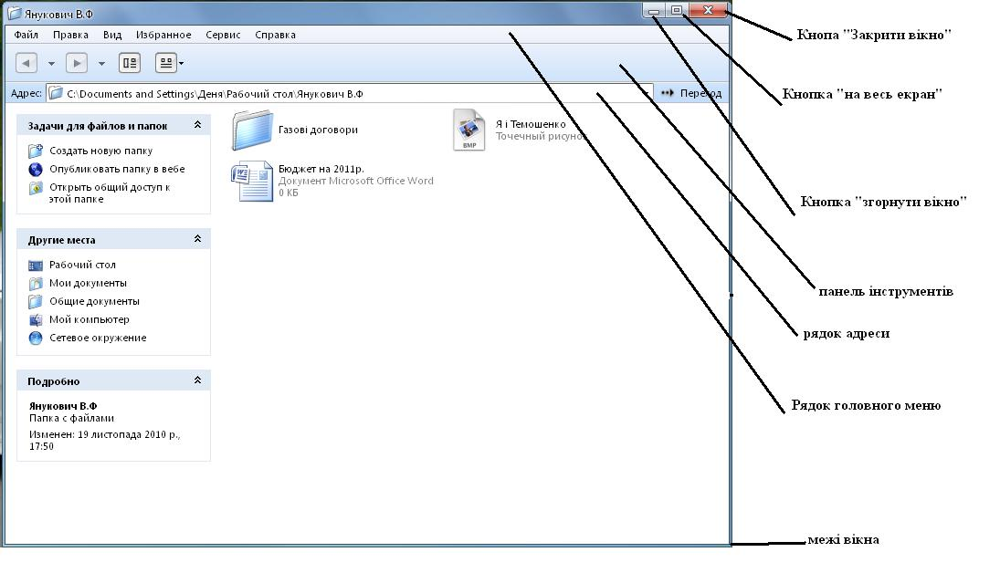 Янукович В.Ф
Файл Правка Вид Избранное Сервис Справка
Адрес: C:\Documents and Settings\Деня\Рабочий стол\Янукович В.Ф Переход
Задачи для файлов и папок
Создать новую папку
Опубликовать папку в вебе
Открыть общий доступ к
этой папке
Другие места
Рабочий стол
Мои документы
Общие документы
Мой компьютер
Сетевое окружение
Подробно
Янукович В.Ф
Папка с файлами
Изменен: 19 листопада 2010 р.,
17:50
Газові договори
Бюджет на 2011р.
Документ Microsoft Office Word
0 КБ
BMP
Я і Темошенко
Точечный рисунок
Кнопа "Закрити вікно"
Кнопка "на весь екран"
Кнопка "згорнути вікно"
панель інструментів
рядок адреси
Рядок головного меню
межі вікна